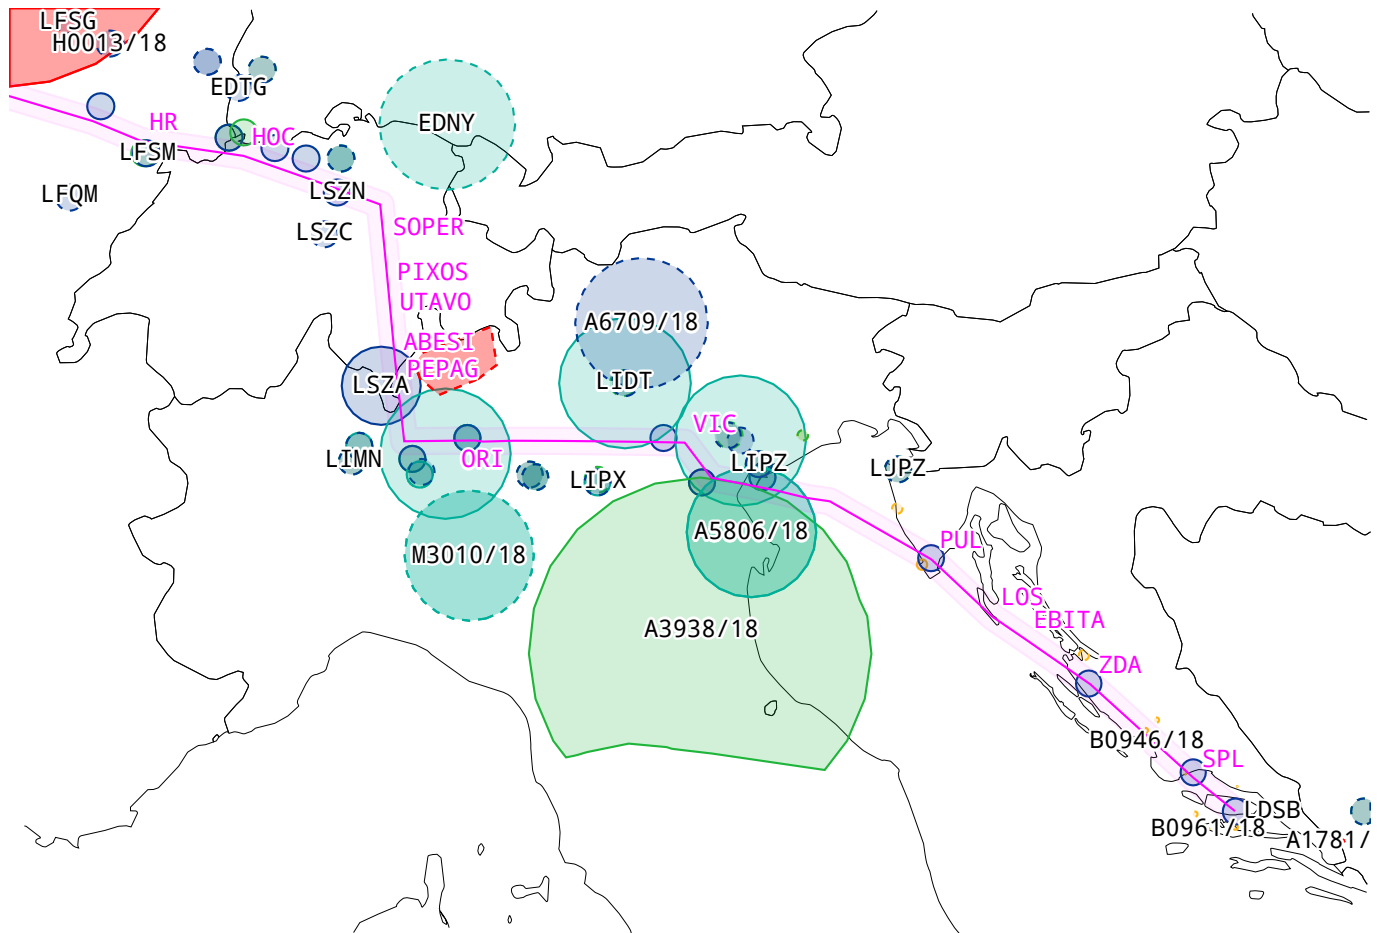 LFSG
H0013/18
EDTG
HR
EDNY
HOC
LFSM
LFQM
LSZN
LSZC
SOPER
PIXOS
UTAVO
A6709/18
ABESI
PEPAG
LSZA
LIDT
VIC
LIMN
ORI
LIPZ
LJPZ
LIPX
A5806/18
PUL
M3010/18
LOS
EBITA
A3938/18
ZDA
B0946/18
SPL
LDSB
B0961/18
A1781/